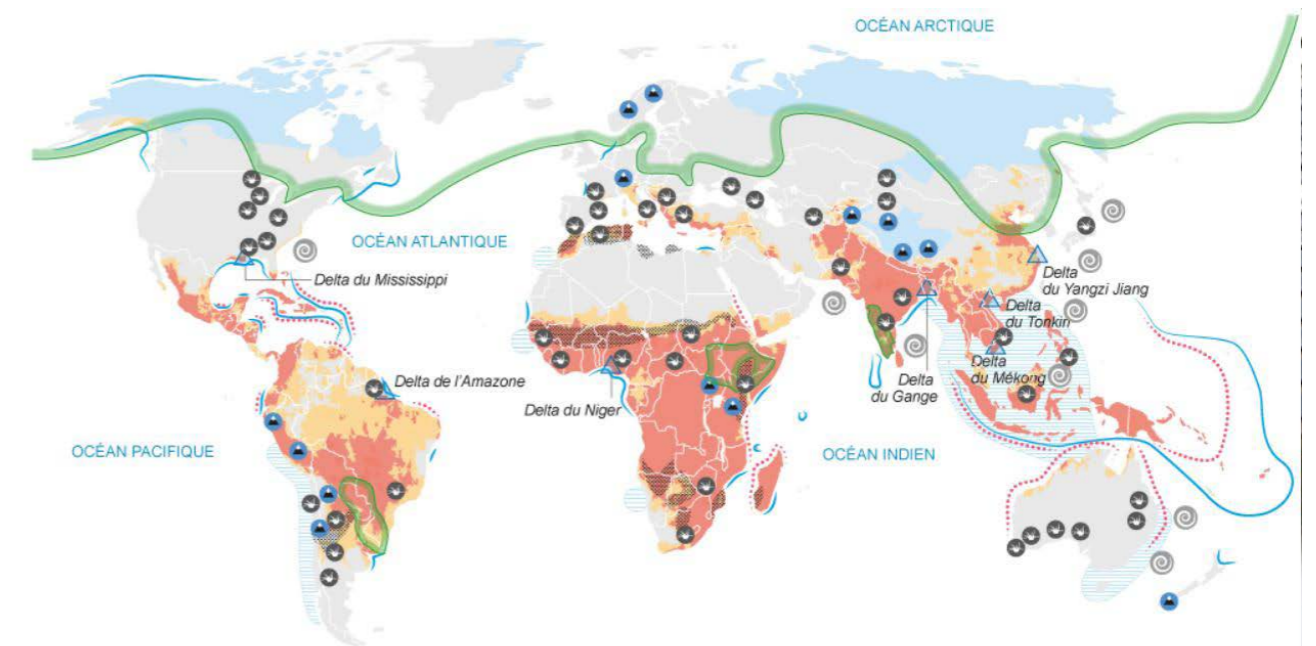 OCÉAN ARCTIQUE
OCÉAN ATLANTIQUE
Delta du Mississippi
Delta
du Yangzi Jiang
Delta
du Tonkin
Delta
du Mékong
Delta
du Gange
Delta de l'Amazone
Delta du Niger
OCÉAN PACIFIQUE
OCÉAN INDIEN